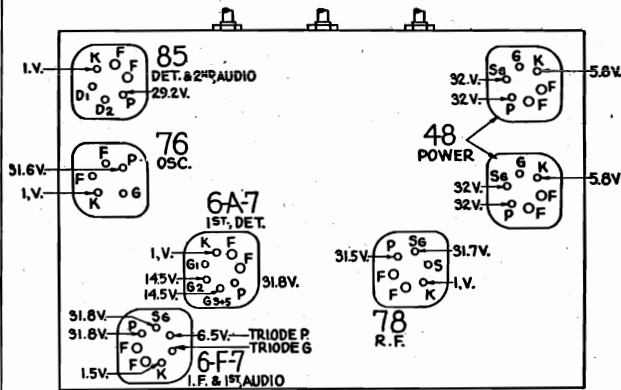 85
DET. & 2ND, AUDIO
1.V.
K
F
F
D1
D2
P
29.2V.
76
OSC.
31.6V.
F
P.
F
1,V.
K
G
6-A-7
1ST., DET.
1,V.
K
F
G1
F
14.5V.
G2
14.5V.
G3+5
P
31.8V.
31.8V.
SG
31.8V.
P
6.5V.
TRIODE P.
TRIODE G
F
F
1.5V.
K
6-F-7
I.F. & 1ST, AUDIO
48
POWER
G
K
5.8V.
SG
32.V.
F
32V.
P
F
G
K
5.8V.
SG
32V.
32V.
P
F
F
P
SG
31.7V.
31.5V.
S
F
F
K
1.V.
78
R.F.